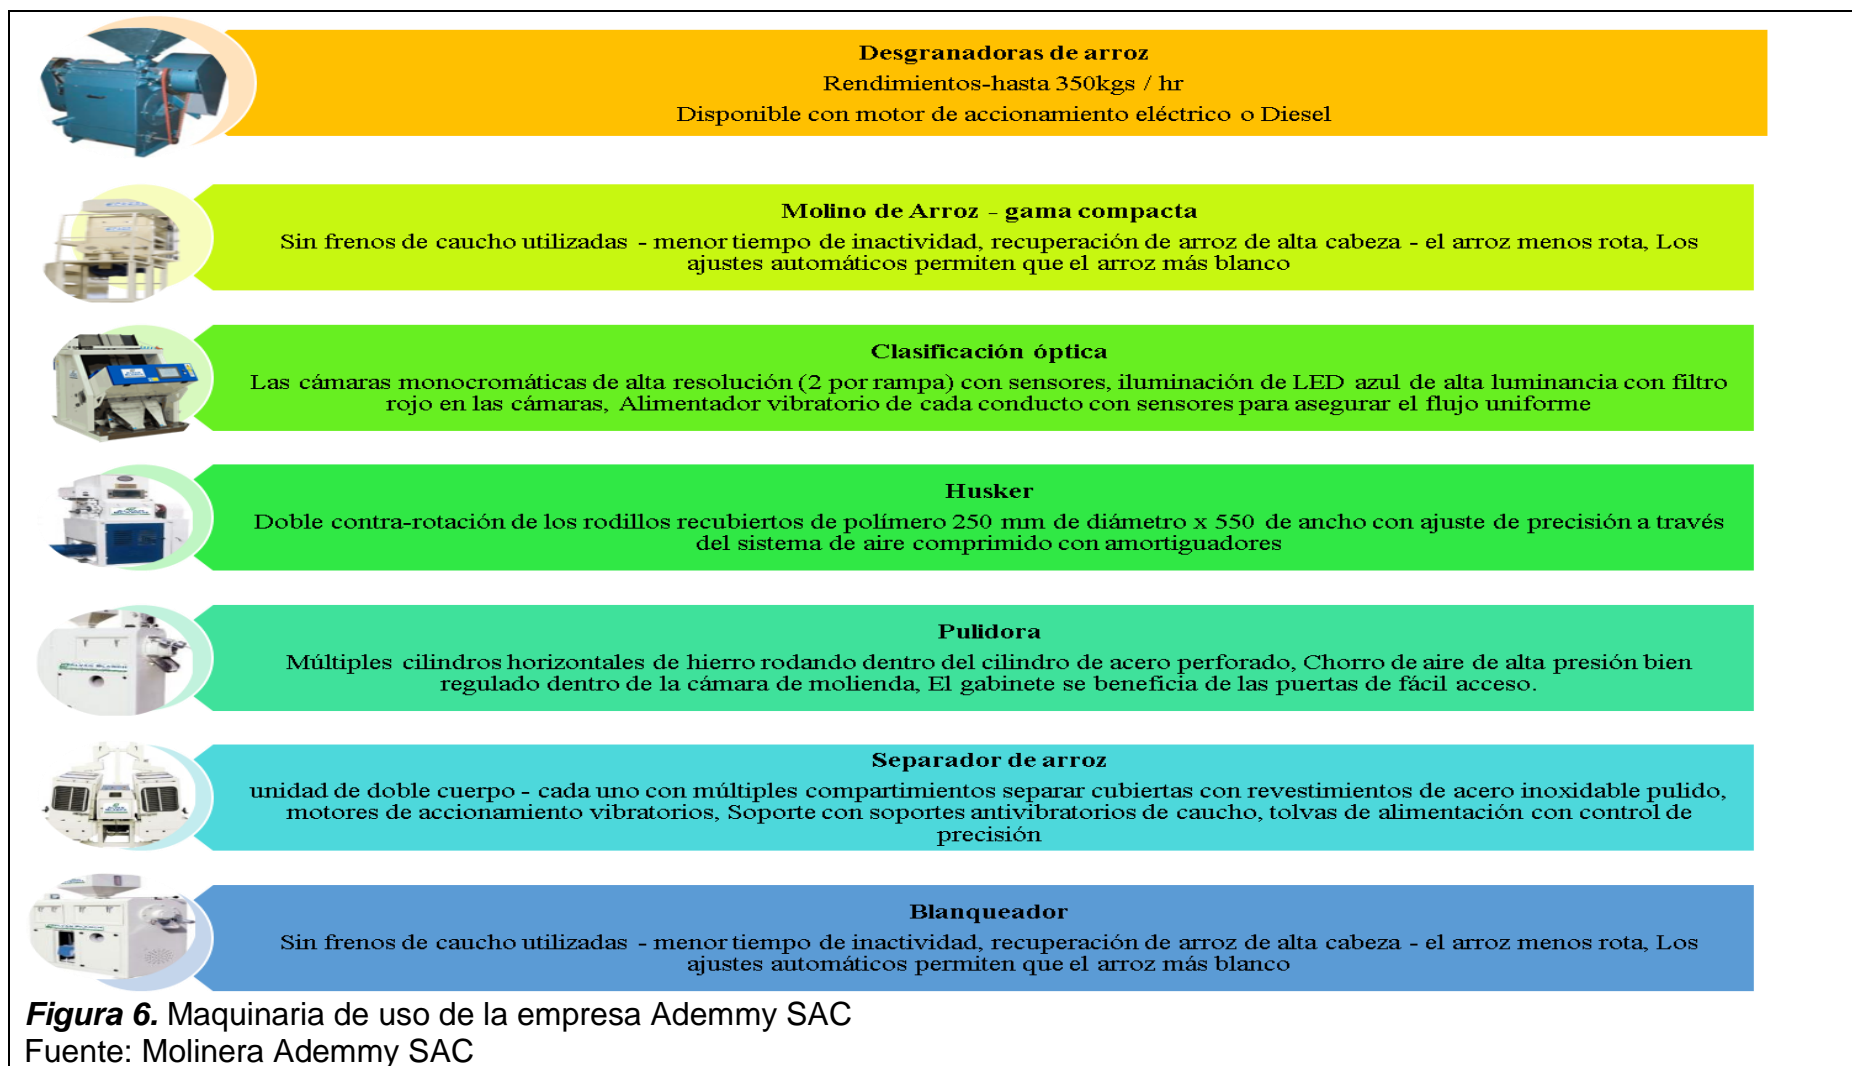 Desgranadoras de arroz
Rendimientos-hasta 350kgs / hr
Disponible con motor de accionamiento eléctrico o Diesel
Molino de Arroz - gama compacta
Sin frenos de caucho utilizadas - menor tiempo de inactividad, recuperación de arroz de alta cabeza - el arroz menos rota, Los
ajustes automáticos permiten que el arroz más blanco
Clasificación óptica
Las cámaras monocromáticas de alta resolución (2 por rampa) con sensores, iluminación de LED azul de alta luminancia con filtro
rojo en las cámaras, Alimentador vibratorio de cada conducto con sensores para asegurar el flujo uniforme
Husker
Doble contra-rotación de los rodillos recubiertos de polímero 250 mm de diámetro x 550 de ancho con ajuste de precisión a través
del sistema de aire comprimido con amortiguadores
Pulidora
Múltiples cilindros horizontales de hierro rodando dentro del cilindro de acero perforado, Chorro de aire de alta presión bien
regulado dentro de la cámara de molienda, El gabinete se beneficia de las puertas de fácil acceso.
Separador de arroz
unidad de doble cuerpo - cada uno con múltiples compartimientos separar cubiertas con revestimientos de acero inoxidable pulido,
motores de accionamiento vibratorios, Soporte con soportes antivibratorios de caucho, tolvas de alimentación con control de
precisión
Blanqueador
Sin frenos de caucho utilizadas - menor tiempo de inactividad, recuperación de arroz de alta cabeza - el arroz menos rota, Los
ajustes automáticos permiten que el arroz más blanco
Figura 6. Maquinaria de uso de la empresa Ademmy SAC
Fuente: Molinera Ademmy SAC